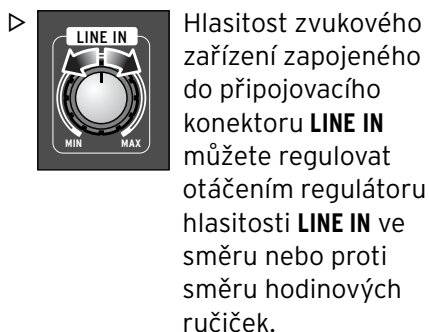 LINE IN
MIN MAX
Hlasitost zvukového
zařízení zapojeného
do připojovacího
konektoru LINE IN
můžete regulovat
otáčením regulátoru
hlasitosti LINE IN ve
směru nebo proti
směru hodinových
ručiček.